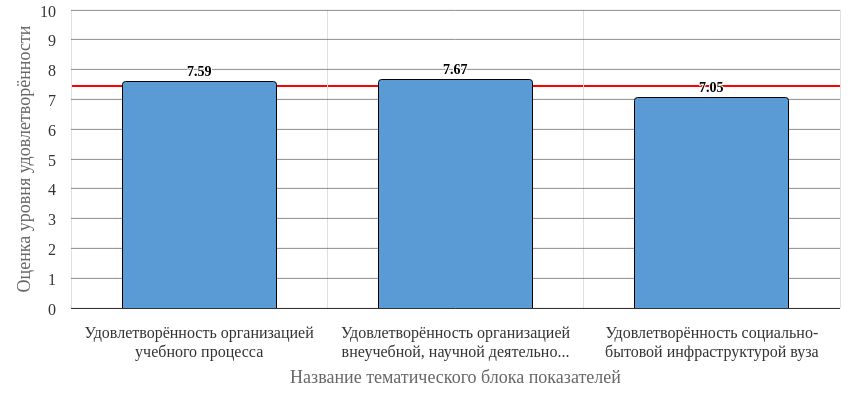 Оценка уровня удовлетворённости
10
9
8
7
6
5
4
3
2
1
0
7.59
7.67
7.05
Удовлетворённость организацией
учебного процесса
Удовлетворённость организацией
внеучебной, научной деятельно...
Удовлетворённость социально-
бытовой инфраструктурой вуза
Название тематического блока показателей